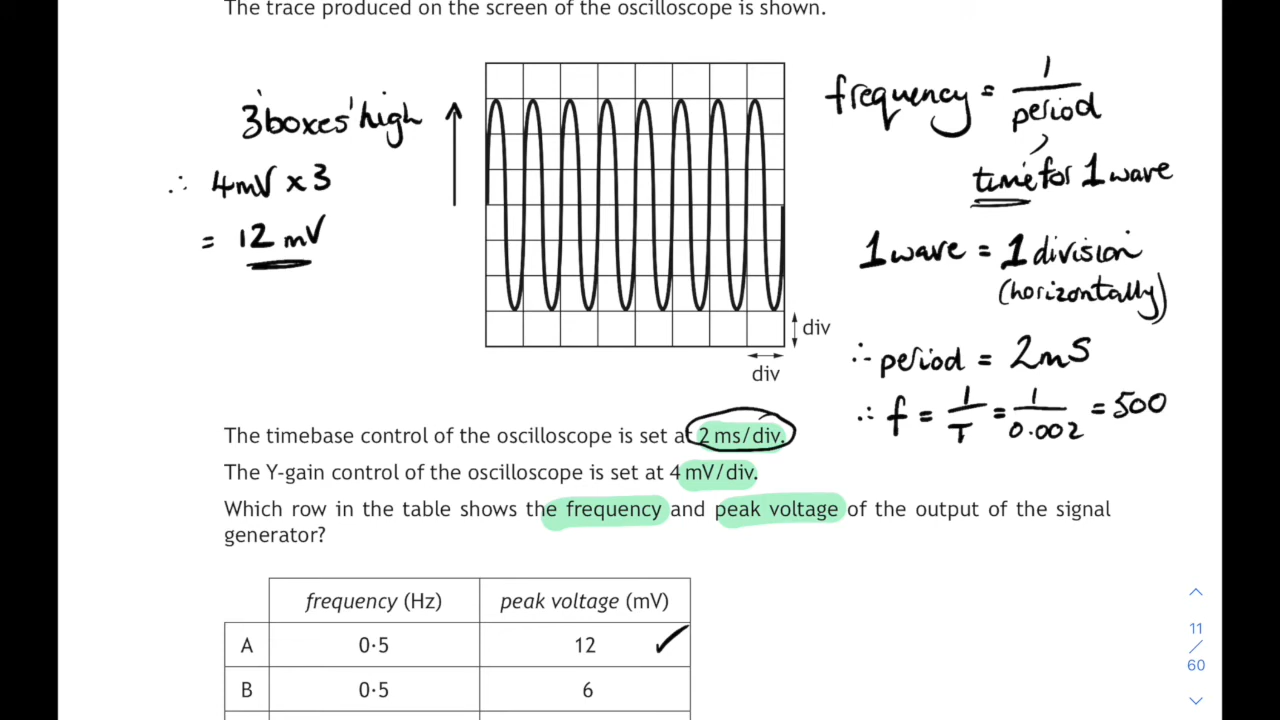 The trace produced on the screen of the oscilloscope is shown.
3 'boxes' high
∴ 4mV x 3
= 12 mV
frequency = 1/period
time for 1 wave
1 wave = 1 division
(horizontally)
∴ period = 2ms
∴ f = 1/T = 1/0.002 = 500
div
div
The timebase control of the oscilloscope is set at 2 ms/div.
The Y-gain control of the oscilloscope is set at 4 mV/div.
Which row in the table shows the frequency and peak voltage of the output of the signal
generator?
frequency (Hz) peak voltage (mV)
A 0·5 12 ✓
B 0·5 6
11
/
60